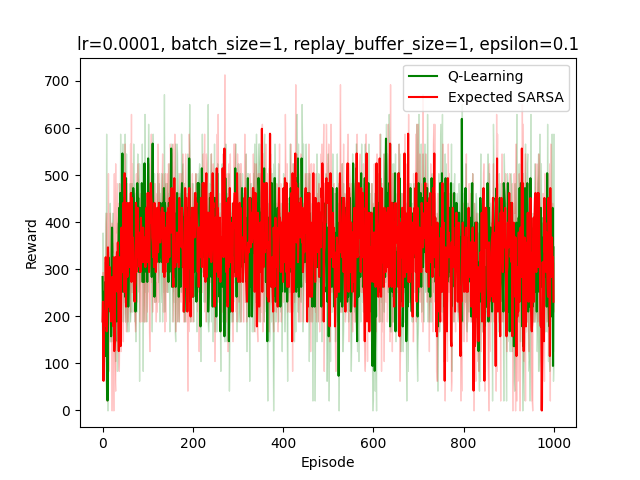 lr=0.0001, batch_size=1, replay_buffer_size=1, epsilon=0.1
Q-Learning
Expected SARSA
Reward
700
600
500
400
300
200
100
0
0 200 400 600 800 1000
Episode